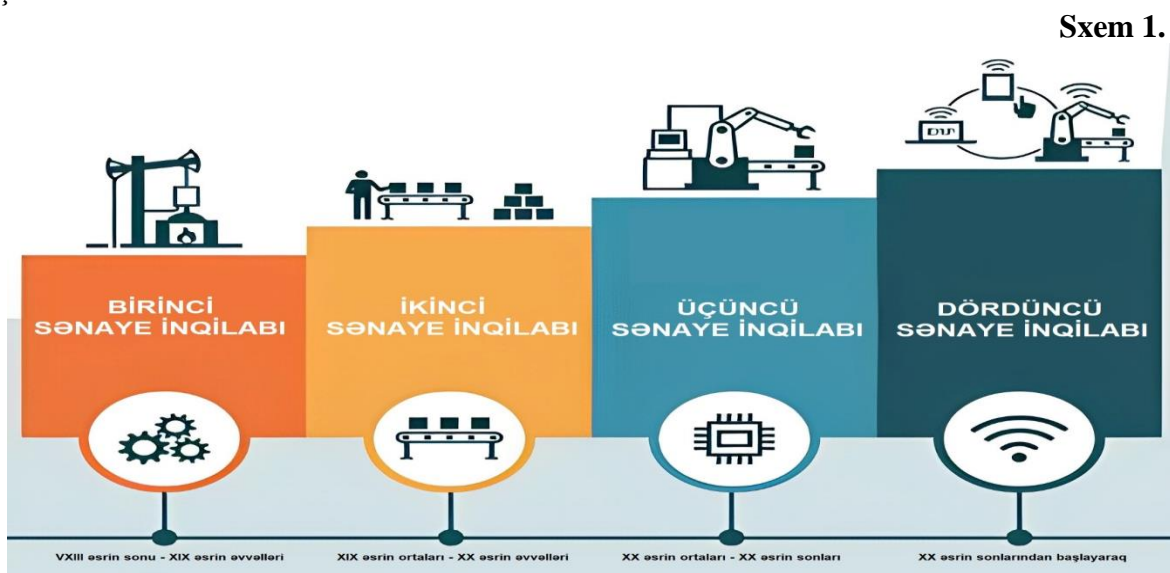 Sxem 1.
BİRİNCİ
SƏNAYE İNQİLABI
İKİNCİ
SƏNAYE İNQİLABI
ÜÇÜNCÜ
SƏNAYE İNQİLABI
DÖRDÜNCÜ
SƏNAYE İNQİLABI
VXIII əsrin sonu - XIX əsrin əvvəlləri
XIX əsrin ortaları - XX əsrin əvvəlləri
XX əsrin ortaları - XX əsrin sonları
XX əsrin sonlarından başlayaraq